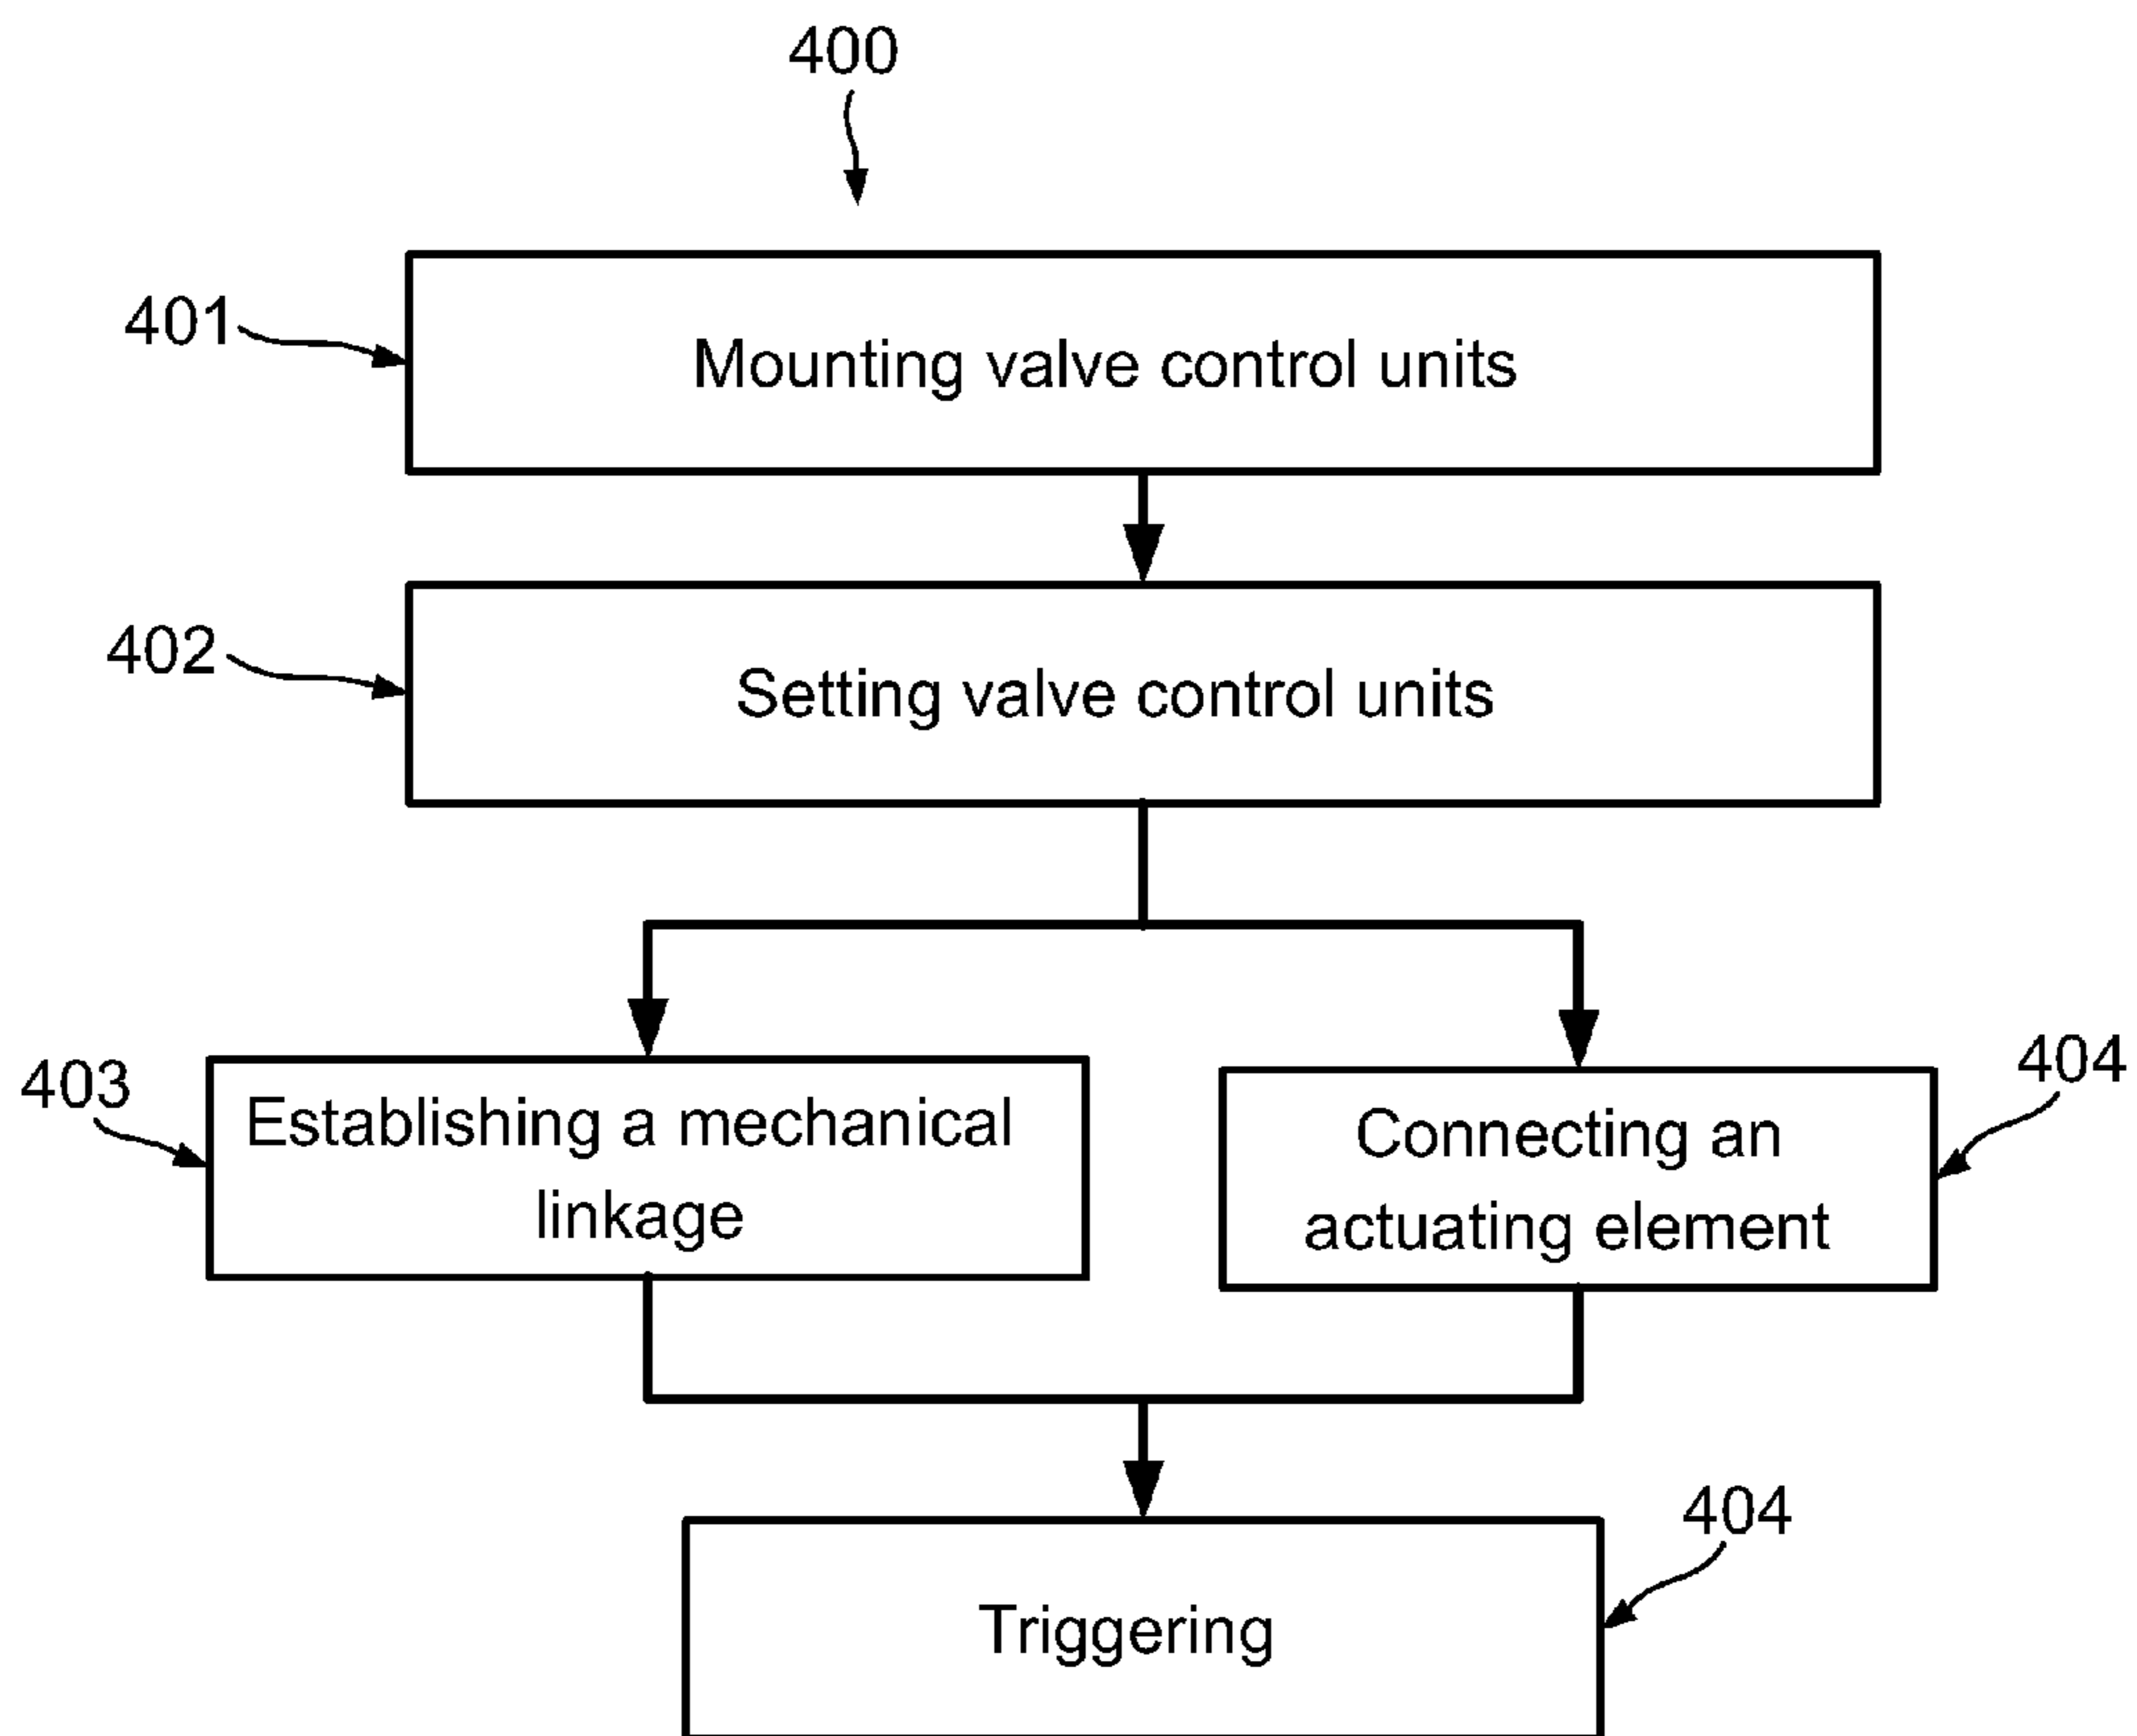 400
401
Mounting valve control units
402
Setting valve control units
403
Establishing a mechanical
linkage
404
Connecting an
actuating element
404
Triggering